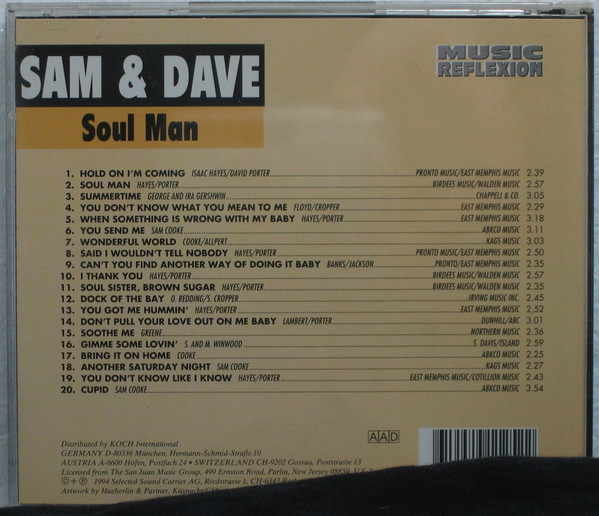 SAM & DAVE
Soul Man
MUSIC
REFLEXION
1. HOLD ON I'M COMING ISAAC HAYES/DAVID PORTER PRONTO MUSIC/EAST MEMPHIS MUSIC 2.39
2. SOUL MAN HAYES/PORTER BIRDEES MUSIC/WALDEN MUSIC 2.57
3. SUMMERTIME GEORGE AND IRA GERSHWIN CHAPPELL & CO. 3.05
4. YOU DON'T KNOW WHAT YOU MEAN TO ME FLOYD/CROPPER EAST MEMPHIS MUSIC 2.29
5. WHEN SOMETHING IS WRONG WITH MY BABY HAYES/PORTER EAST MEMPHIS MUSIC 3.18
6. YOU SEND ME SAM COOKE ABKCO MUSIC 3.11
7. WONDERFUL WORLD COOKE/ALLPERT KAGS MUSIC 3.03
8. SAID I WOULDN'T TELL NOBODY HAYES/PORTER PRONTO MUSIC/EAST MEMPHIS MUSIC 2.50
9. CAN'T YOU FIND ANOTHER WAY OF DOING IT BABY BANKS/JACKSON PRONTO/EAST MEMPHIS MUSIC 2.35
10. I THANK YOU HAYES/PORTER BIRDEES MUSIC/WALDEN MUSIC 2.57
11. SOUL SISTER, BROWN SUGAR HAYES/PORTER BIRDEES MUSIC/WALDEN MUSIC 2.35
12. DOCK OF THE BAY O. REDDING/S. CROPPER IRVING MUSIC INC. 2.45
13. YOU GOT ME HUMMIN' HAYES/PORTER EAST MEMPHIS MUSIC 2,52
14. DON'T PULL YOUR LOVE OUT ON ME BABY LAMBERT/PORTER DUNHILL/ABC 3.01
15. SOOTHE ME GREENE NORTHERN MUSIC 2.36
16. GIMME SOME LOVIN' S. AND M. WINWOOD S. DAVIS/ISLAND 2.59
17. BRING IT ON HOME COOKE ABKCO MUSIC 2.25
18. ANOTHER SATURDAY NIGHT SAM COOKE KAGS MUSIC 2.27
19. YOU DON'T KNOW LIKE I KNOW HAYES/PORTER EAST MEMPHIS MUSIC/COTILLION MUSIC 2.43
20. CUPID SAM COOKE ABKCO MUSIC 3.54
Distributed by KOCH International
AAD
GERMANY D-80336 München, Hermann-Schmid-Straße 10
AUSTRIA A-6600 Höfen, Postfach 24 • SWITZERLAND CH-9202 Gossau, Poststrasse 13
Licensed from The San Juan Music Group, 499 Ernston Road, Parlin, New Jersey 08859,
© + ℗ 1994 Selected Sound Carrier AG, Riedstrasse 1, CH-6343
Artwork by Haeberlin & Partner,